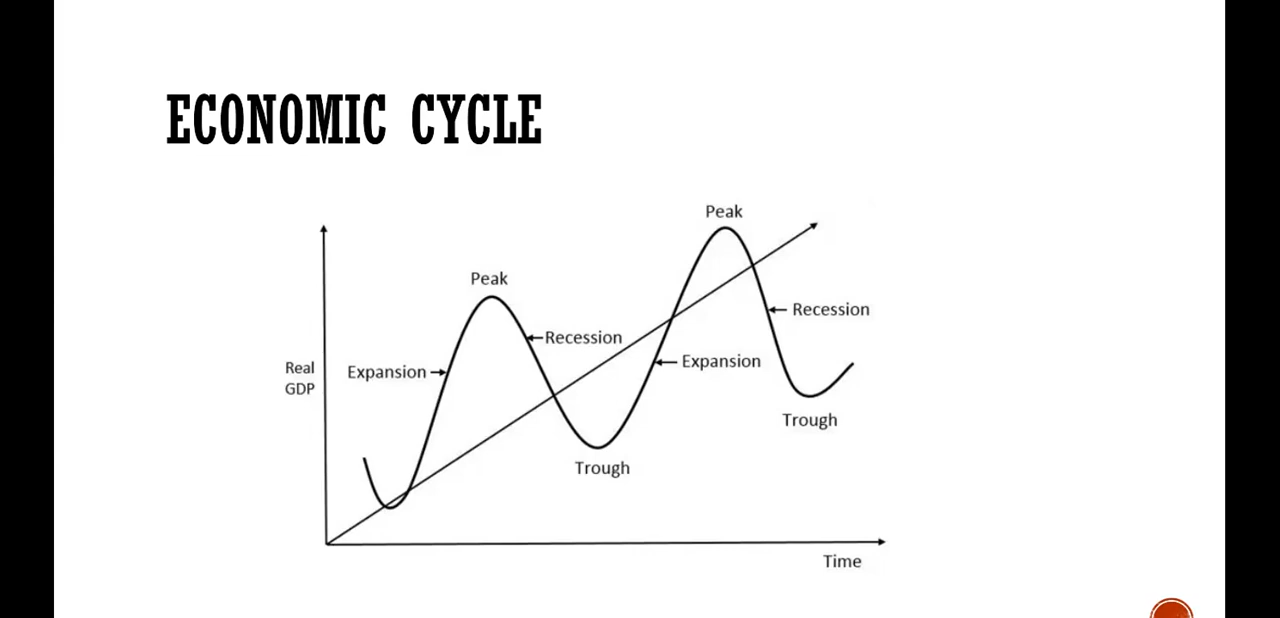 ECONOMIC CYCLE
Peak
Peak
Recession
Recession
Expansion
Real
GDP
Expansion
Trough
Trough
Time